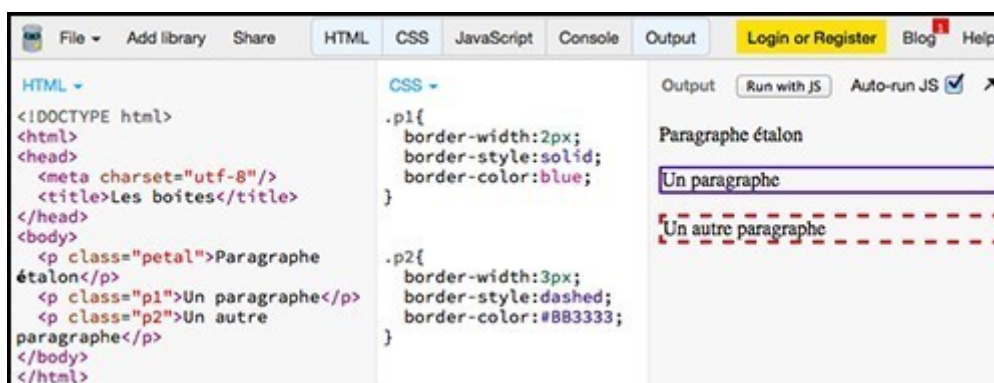 File Add library Share HTML CSS JavaScript Console Output Login or Register Blog 1 Help
HTML
<!DOCTYPE html>
<html>
<head>
<meta charset="utf-8"/>
<title>Les boites</title>
</head>
<body>
<p class="petal">Paragraphe
étalon</p>
<p class="p1">Un paragraphe</p>
<p class="p2">Un autre
paragraphe</p>
</body>
</html>
CSS
.p1{
border-width:2px;
border-style:solid;
border-color:blue;
}
.p2{
border-width:3px;
border-style:dashed;
border-color:#BB3333;
}
Output Run with JS Auto-run JS
Paragraphe étalon
Un paragraphe
Un autre paragraphe